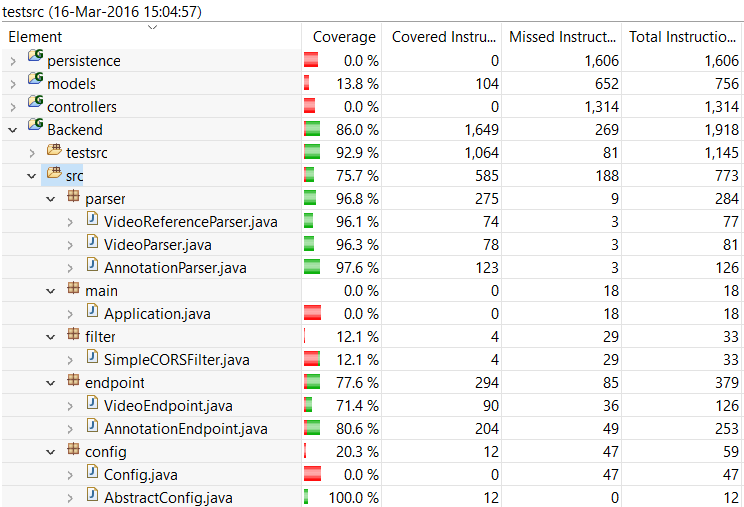 testsrc (16-Mar-2016 15:04:57)
Element Coverage Covered Instru... Missed Instruct... Total Instructio...
persistence 0.0 % 0 1,606 1,606
models 13.8 % 104 652 756
controllers 0.0 % 0 1,314 1,314
Backend 86.0 % 1,649 269 1,918
testsrc 92.9 % 1,064 81 1,145
src 75.7 % 585 188 773
parser 96.8 % 275 9 284
VideoReferenceParser.java 96.1 % 74 3 77
VideoParser.java 96.3 % 78 3 81
AnnotationParser.java 97.6 % 123 3 126
main 0.0 % 0 18 18
Application.java 0.0 % 0 18 18
filter 12.1 % 4 29 33
SimpleCORSFilter.java 12.1 % 4 29 33
endpoint 77.6 % 294 85 379
VideoEndpoint.java 71.4 % 90 36 126
AnnotationEndpoint.java 80.6 % 204 49 253
config 20.3 % 12 47 59
Config.java 0.0 % 0 47 47
AbstractConfig.java 100.0 % 12 0 12